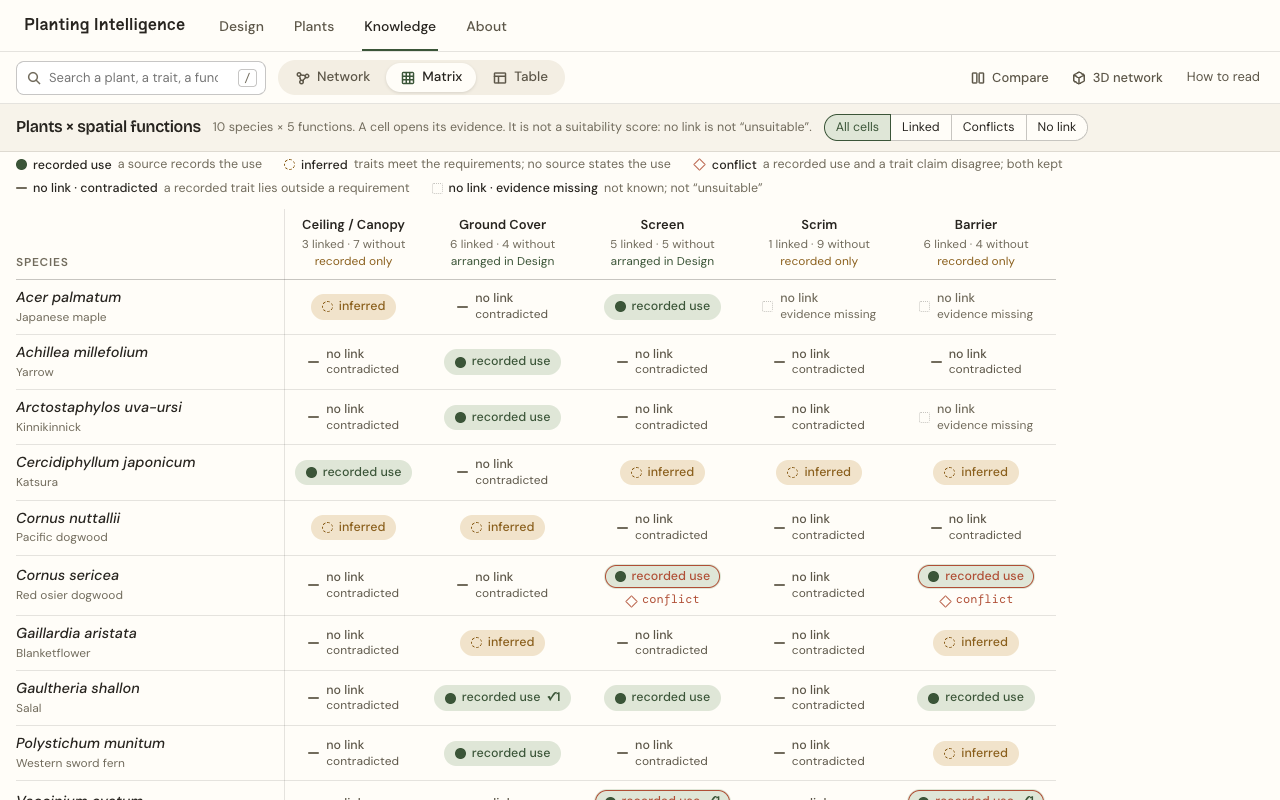 Planting Intelligence
Design Plants Knowledge About
Search a plant, a trait, a func / Network Matrix Table Compare 3D network How to read
Plants × spatial functions 10 species × 5 functions. A cell opens its evidence. It is not a suitability score: no link is not “unsuitable”. All cells Linked Conflicts No link
recorded use a source records the use inferred traits meet the requirements; no source states the use conflict a recorded use and a trait claim disagree; both kept
no link · contradicted a recorded trait lies outside a requirement no link · evidence missing not known; not “unsuitable”
Ceiling / Canopy Ground Cover Screen Scrim Barrier
3 linked · 7 without 6 linked · 4 without 5 linked · 5 without 1 linked · 9 without 6 linked · 4 without
SPECIES recorded only arranged in Design arranged in Design recorded only recorded only
Acer palmatum
Japanese maple
inferred
no link
contradicted
recorded use
no link
evidence missing
no link
evidence missing
Achillea millefolium
Yarrow
no link
contradicted
recorded use
no link
contradicted
no link
contradicted
no link
contradicted
Arctostaphylos uva-ursi
Kinnikinnick
no link
contradicted
recorded use
no link
contradicted
no link
contradicted
no link
evidence missing
Cercidiphyllum japonicum
Katsura
recorded use
no link
contradicted
inferred
inferred
inferred
Cornus nuttallii
Pacific dogwood
inferred
inferred
no link
contradicted
no link
contradicted
no link
contradicted
Cornus sericea
Red osier dogwood
no link
contradicted
no link
contradicted
recorded use
conflict
no link
contradicted
recorded use
conflict
Gaillardia aristata
Blanketflower
no link
contradicted
inferred
no link
contradicted
no link
contradicted
inferred
Gaultheria shallon
Salal
no link
contradicted
recorded use ✓1
recorded use
no link
contradicted
recorded use
Polystichum munitum
Western sword fern
no link
contradicted
recorded use
no link
contradicted
no link
contradicted
inferred